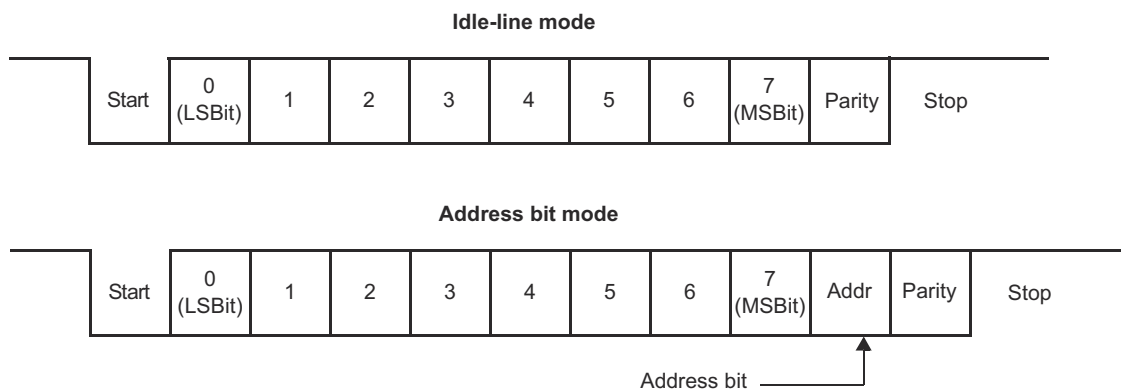 Idle-line mode
Start 0 (LSBit) 1 2 3 4 5 6 7 (MSBit) Parity Stop
Address bit mode
Start 0 (LSBit) 1 2 3 4 5 6 7 (MSBit) Addr Parity Stop
Address bit